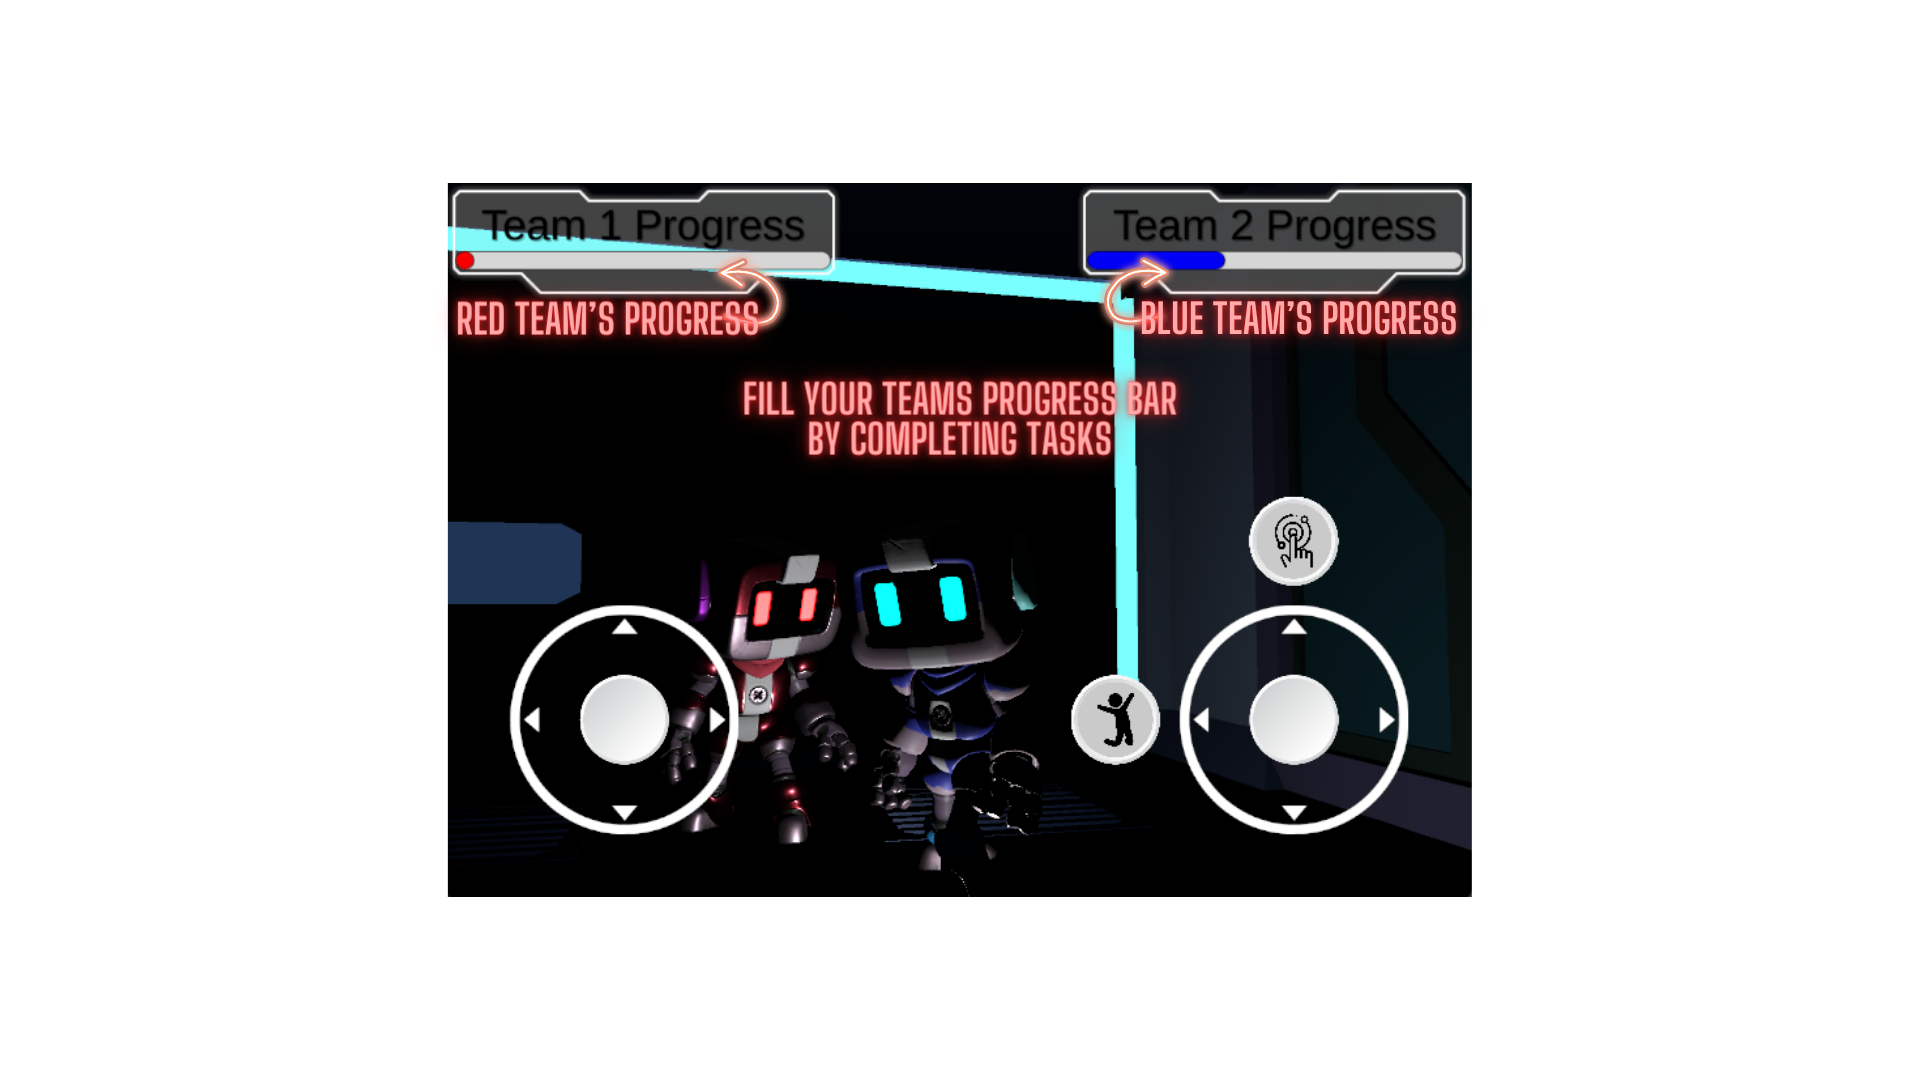 Team 1 Progress
Team 2 Progress
RED TEAM'S PROGRESS
BLUE TEAM'S PROGRESS
FILL YOUR TEAMS PROGRESS BAR
BY COMPLETING TASKS